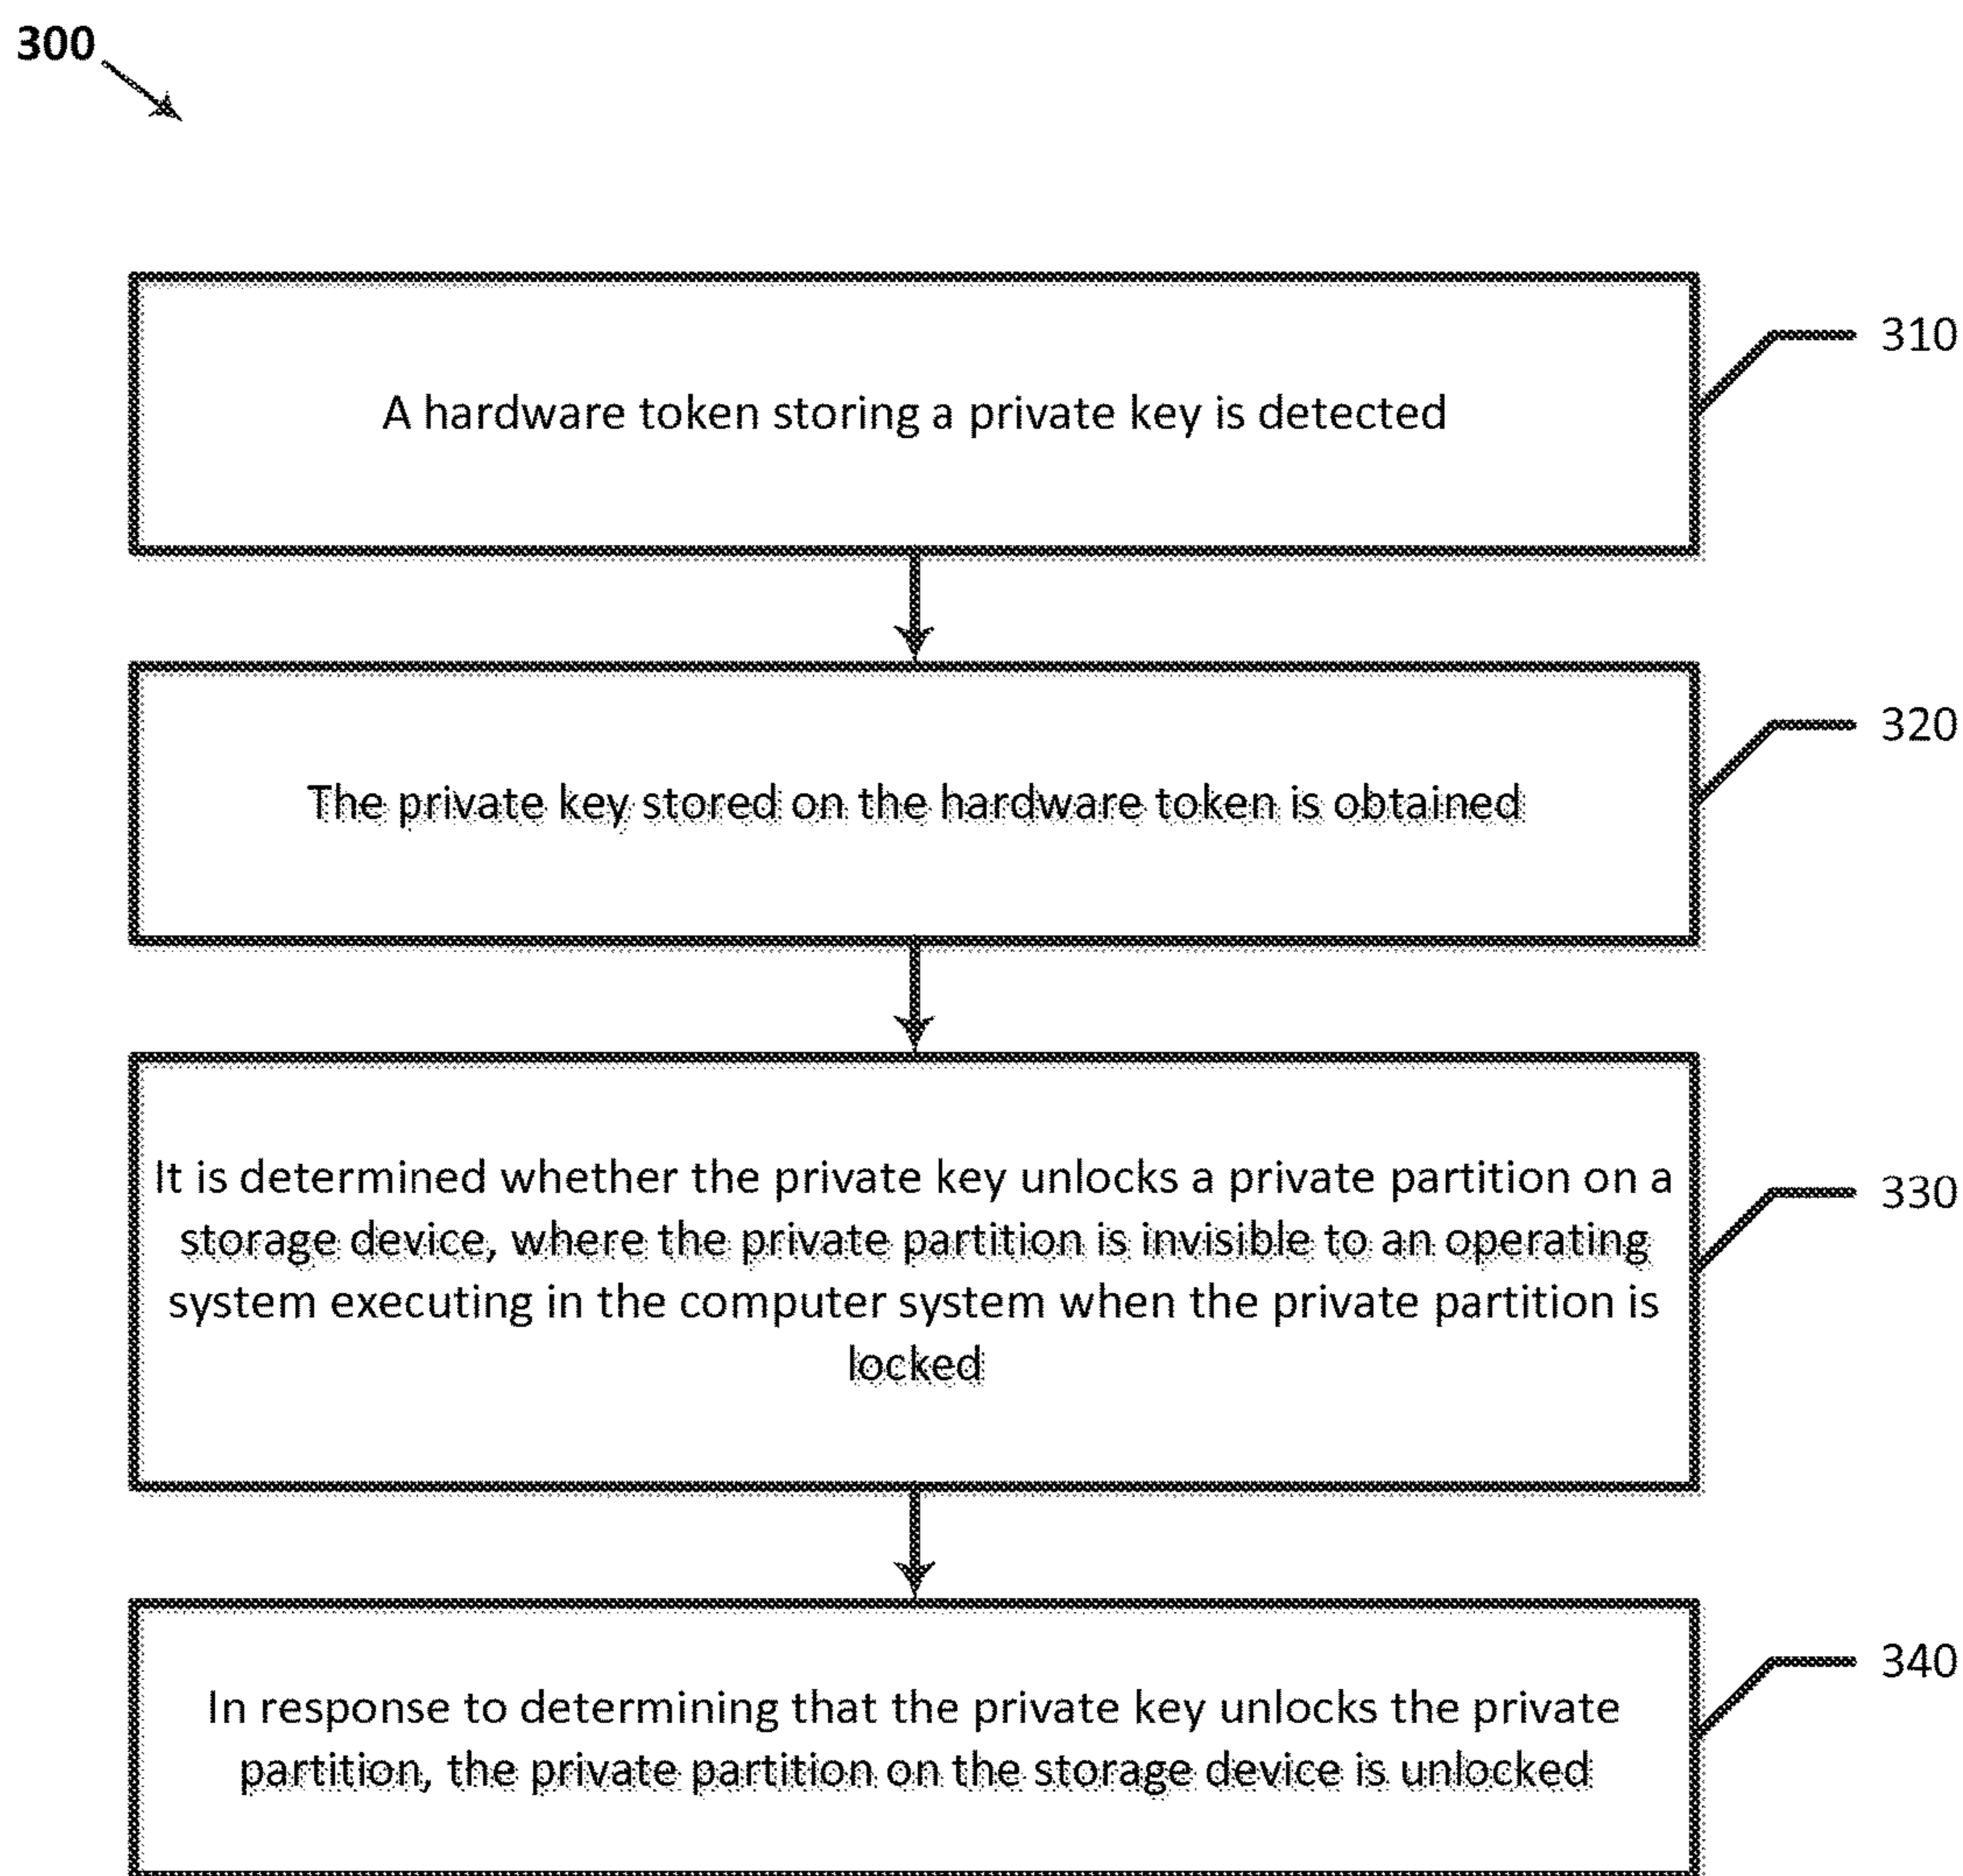 300
A hardware token storing a private key is detected
310
The private key stored on the hardware token is obtained
320
It is determined whether the private key unlocks a private partition on a
storage device, where the private partition is invisible to an operating
system executing in the computer system when the private partition is
locked
330
In response to determining that the private key unlocks the private
partition, the private partition on the storage device is unlocked
340